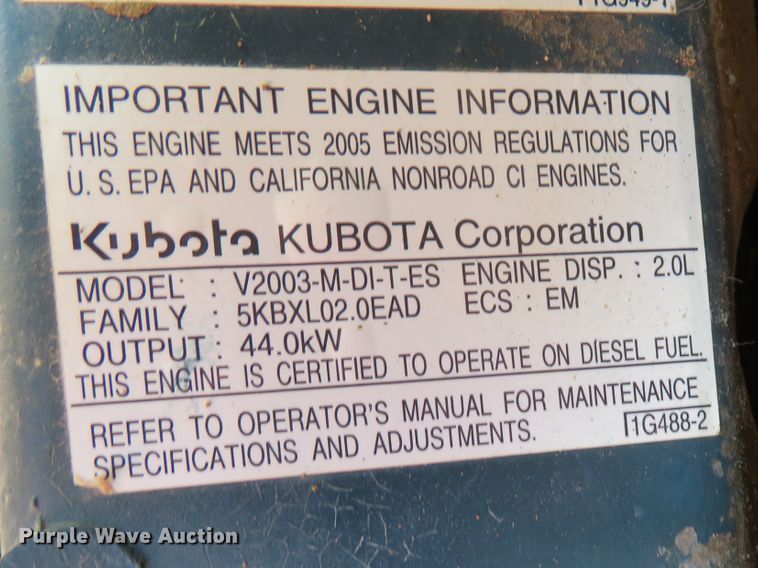 IMPORTANT ENGINE INFORMATION
THIS ENGINE MEETS 2005 EMISSION REGULATIONS FOR
U.S.EPA AND CALIFORNIA NONROAD CI ENGINES.
Kubota KUBOTA Corporation
MODEL : V2003-M-DI-T-ES ENGINE DISP. : 2.0L
FAMILY : 5KBXL02.0EAD ECS : EM
OUTPUT : 44.0kW
THIS ENGINE IS CERTIFIED TO OPERATE ON DIESEL FUEL.
REFER TO OPERATOR'S MANUAL FOR MAINTENANCE
SPECIFICATIONS AND ADJUSTMENTS. 1G488-2
Purple Wave Auction